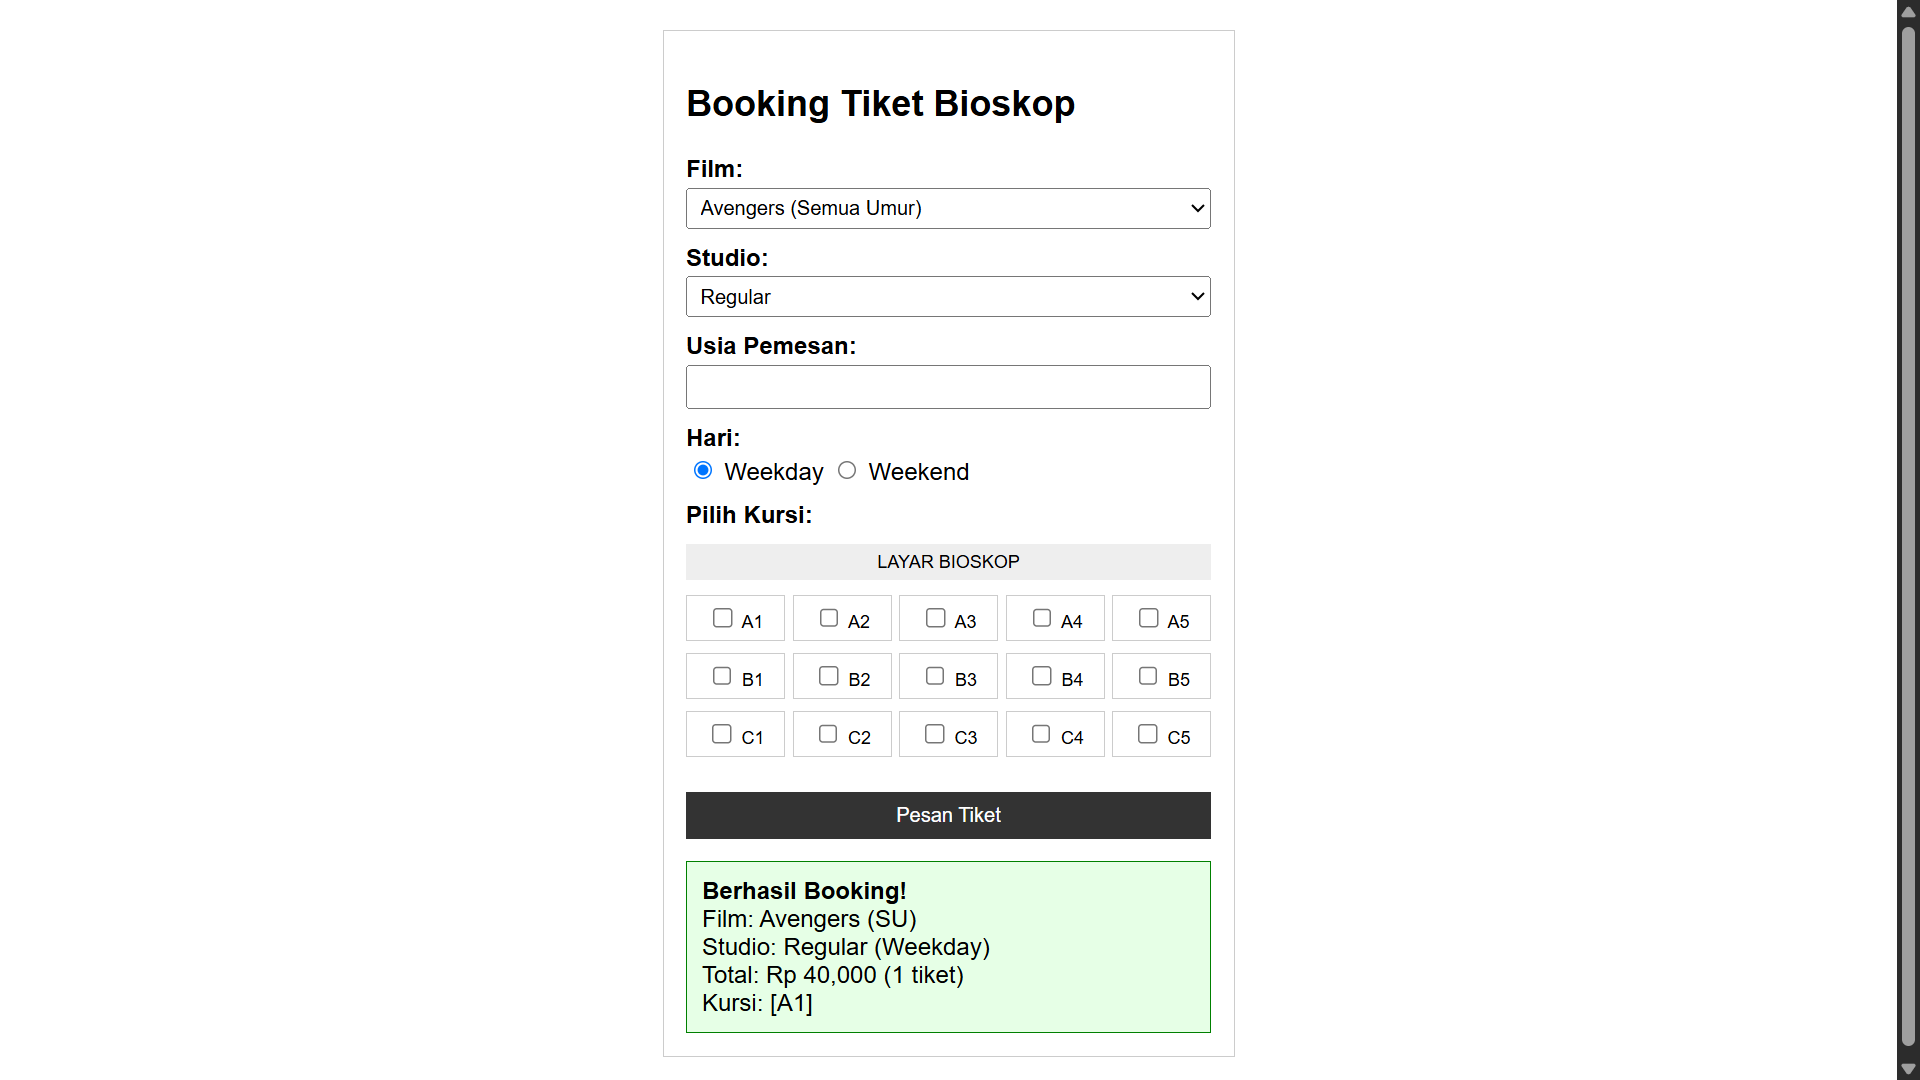 Booking Tiket Bioskop
Film:
Avengers (Semua Umur)
Studio:
Regular
Usia Pemesan:
Hari:
Weekday Weekend
Pilih Kursi:
LAYAR BIOSKOP
A1 A2 A3 A4 A5
B1 B2 B3 B4 B5
C1 C2 C3 C4 C5
Pesan Tiket
Berhasil Booking!
Film: Avengers (SU)
Studio: Regular (Weekday)
Total: Rp 40,000 (1 tiket)
Kursi: [A1]